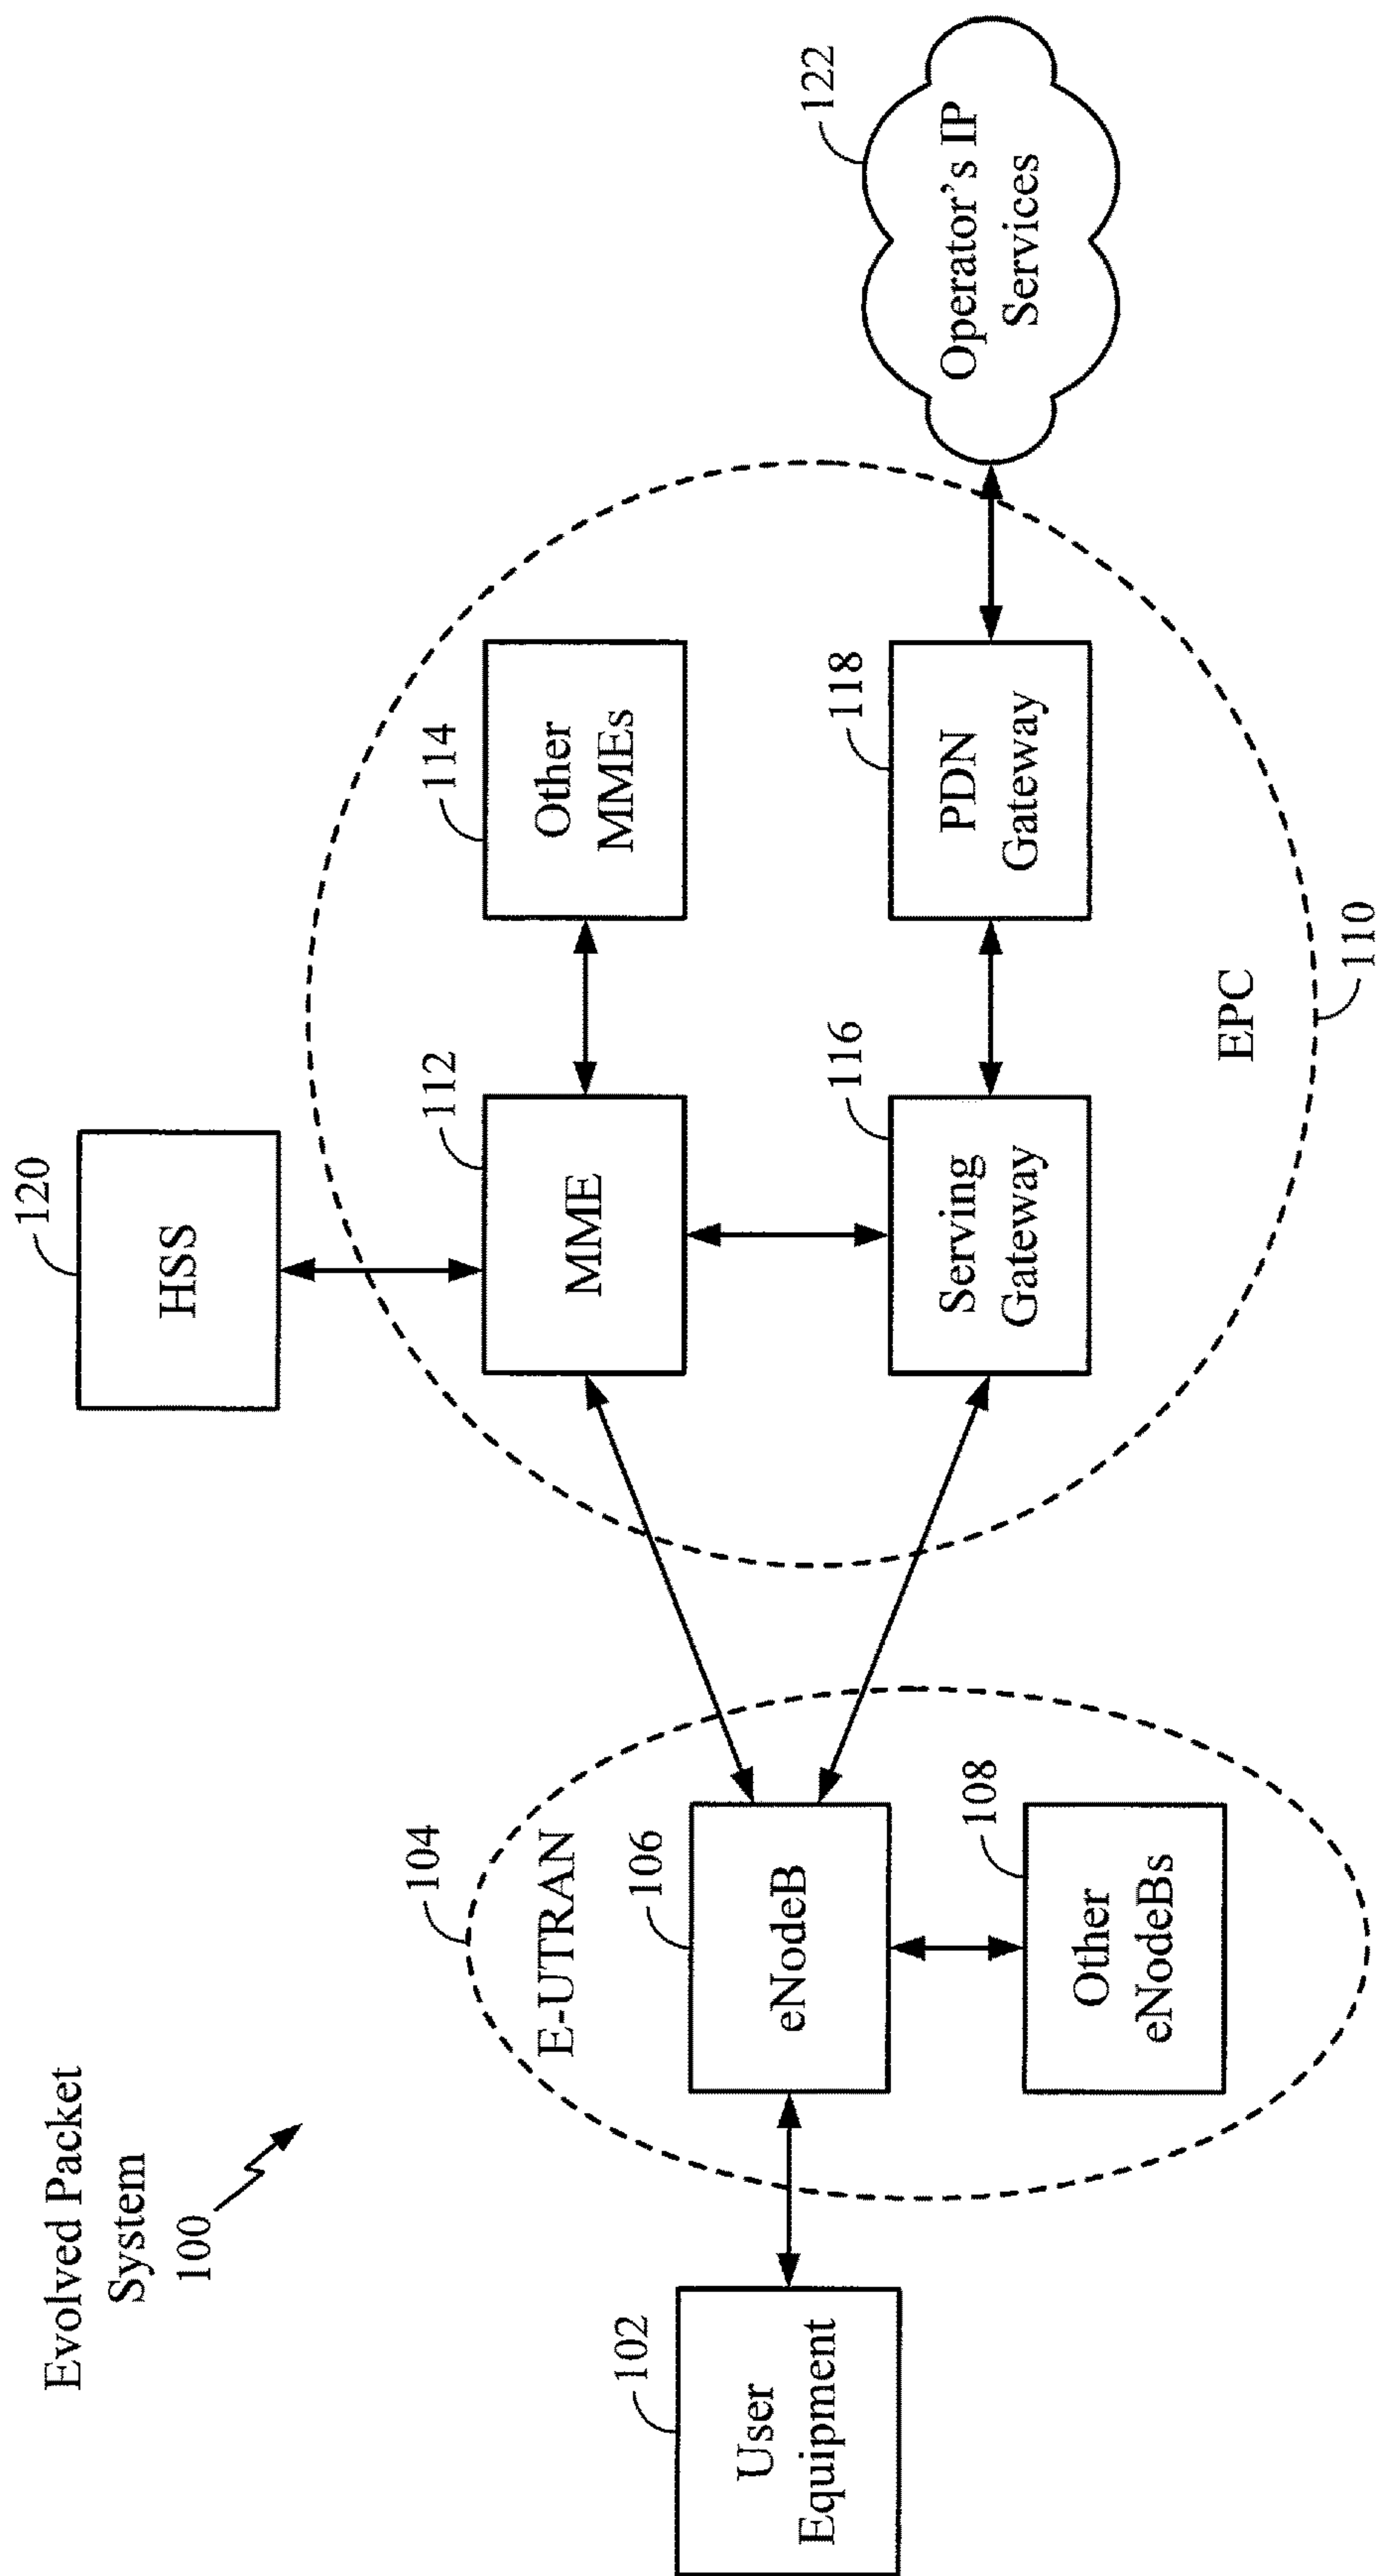 Evolved Packet
System
100
120
HSS
104
E-UTRAN
102
User
Equipment
106
eNodeB
108
Other
eNodeBs
112
MME
114
Other
MMEs
116
Serving
Gateway
118
PDN
Gateway
EPC
110
122
Operator's IP
Services